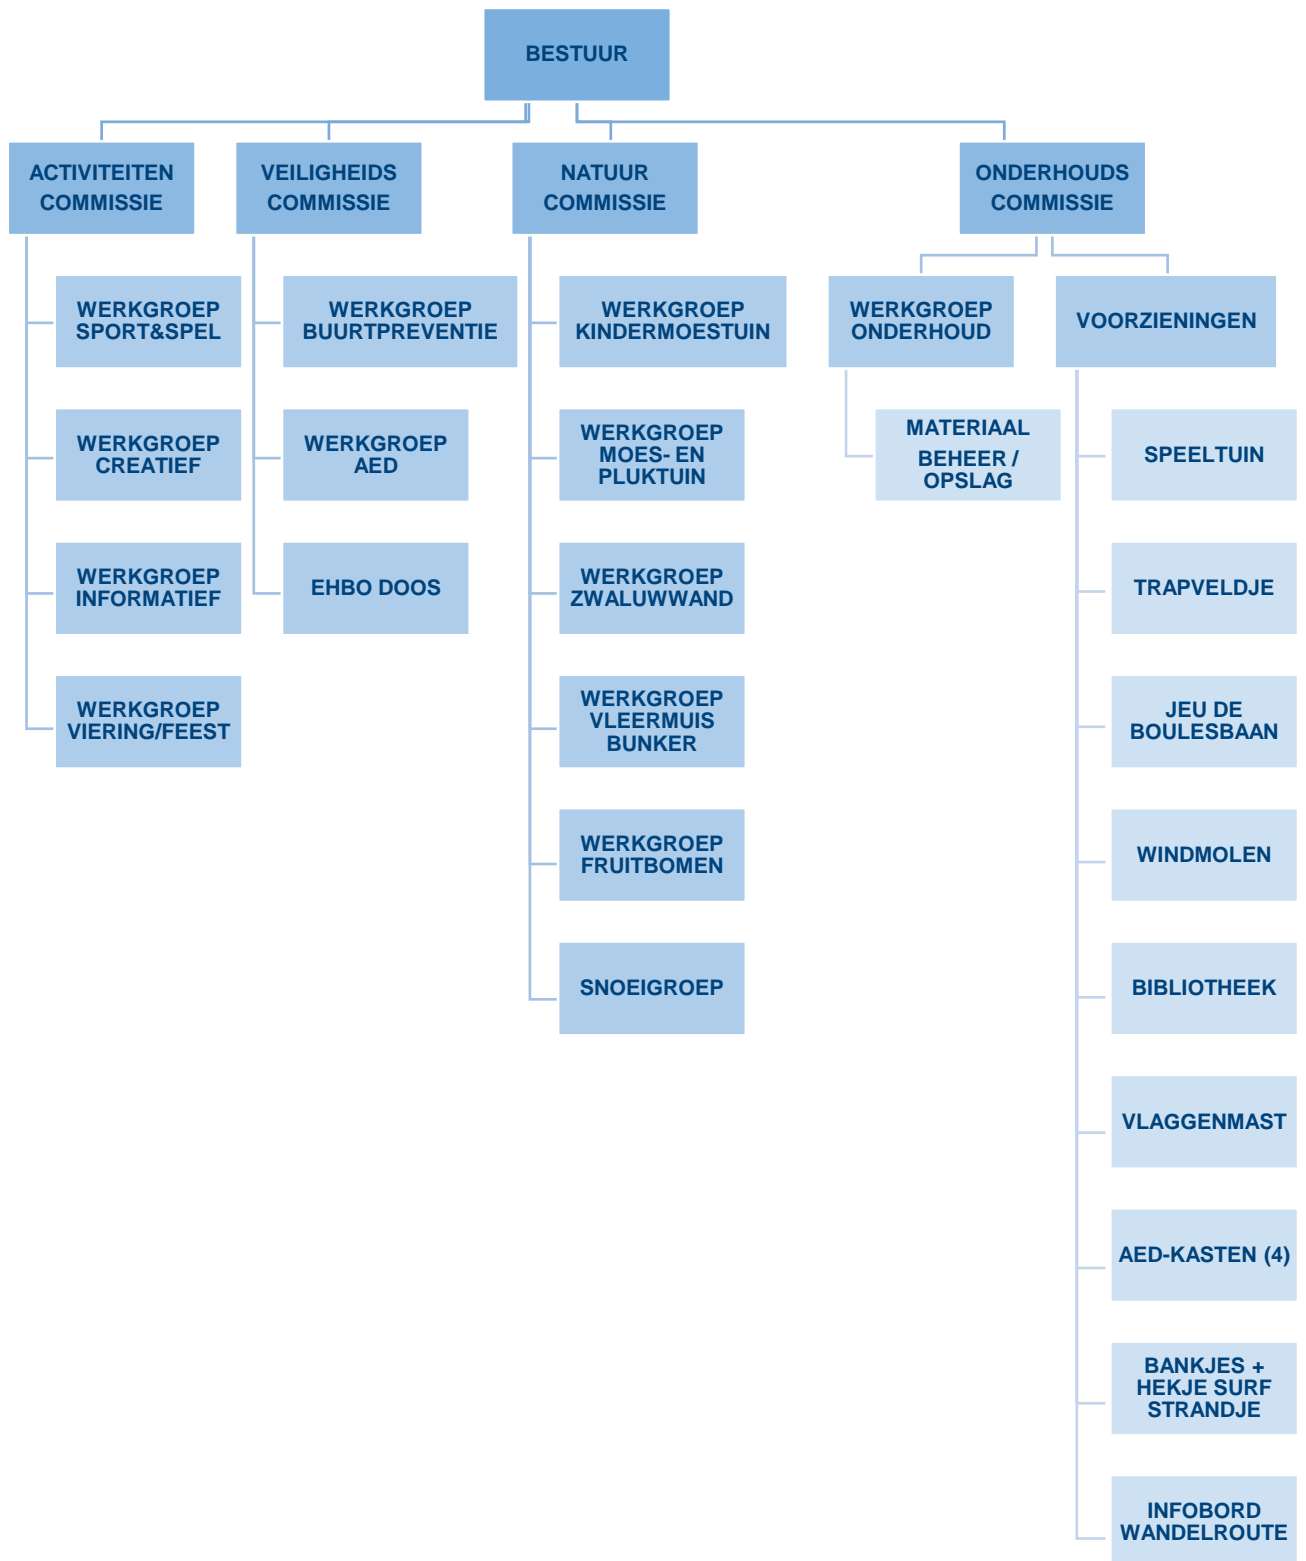 BESTUUR
ACTIVITEITEN
COMMISSIE
VEILIGHEIDS
COMMISSIE
NATUUR
COMMISSIE
ONDERHOUDS
COMMISSIE
WERKGROEP
SPORT&SPEL
WERKGROEP
CREATIEF
WERKGROEP
INFORMATIEF
WERKGROEP
VIERING/FEEST
WERKGROEP
BUURTPREVENTIE
WERKGROEP
AED
EHBO DOOS
WERKGROEP
KINDERMOESTUIN
WERKGROEP
MOES- EN
PLUKTUIN
WERKGROEP
ZWALUWWAND
WERKGROEP
VLEERMUIS
BUNKER
WERKGROEP
FRUITBOMEN
SNOEIGROEP
WERKGROEP
ONDERHOUD
MATERIAAL
BEHEER /
OPSLAG
VOORZIENINGEN
SPEELTUIN
TRAPVELDJE
JEU DE
BOULESBAAN
WINDMOLEN
BIBLIOTHEEK
VLAGGENMAST
AED-KASTEN (4)
BANKJES +
HEKJE SURF
STRANDJE
INFOBORD
WANDELROUTE